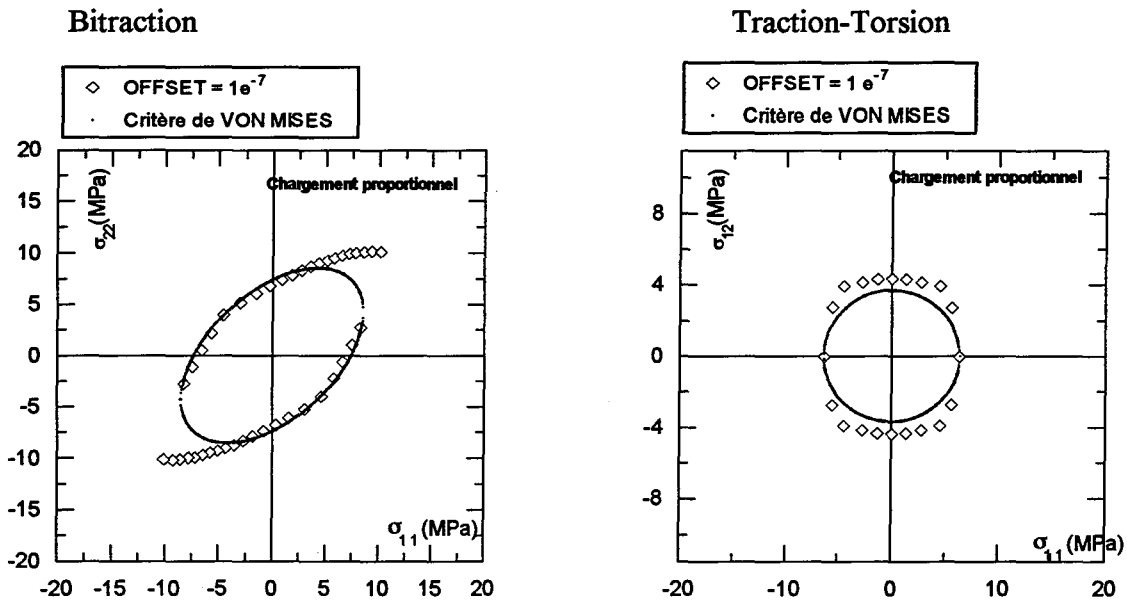 Bitraction
OFFSET = 1e-7
Critère de VON MISES
Chargement proportionnel
σ22 (MPa)
20
15
10
5
0
-5
-10
-15
-20
σ11 (MPa)
-20 -15 -10 -5 0 5 10 15 20
Traction-Torsion
OFFSET = 1 e-7
Critère de VON MISES
Chargement proportionnel
σ12 (MPa)
8
4
0
-4
-8
σ11 (MPa)
-20 -10 0 10 20